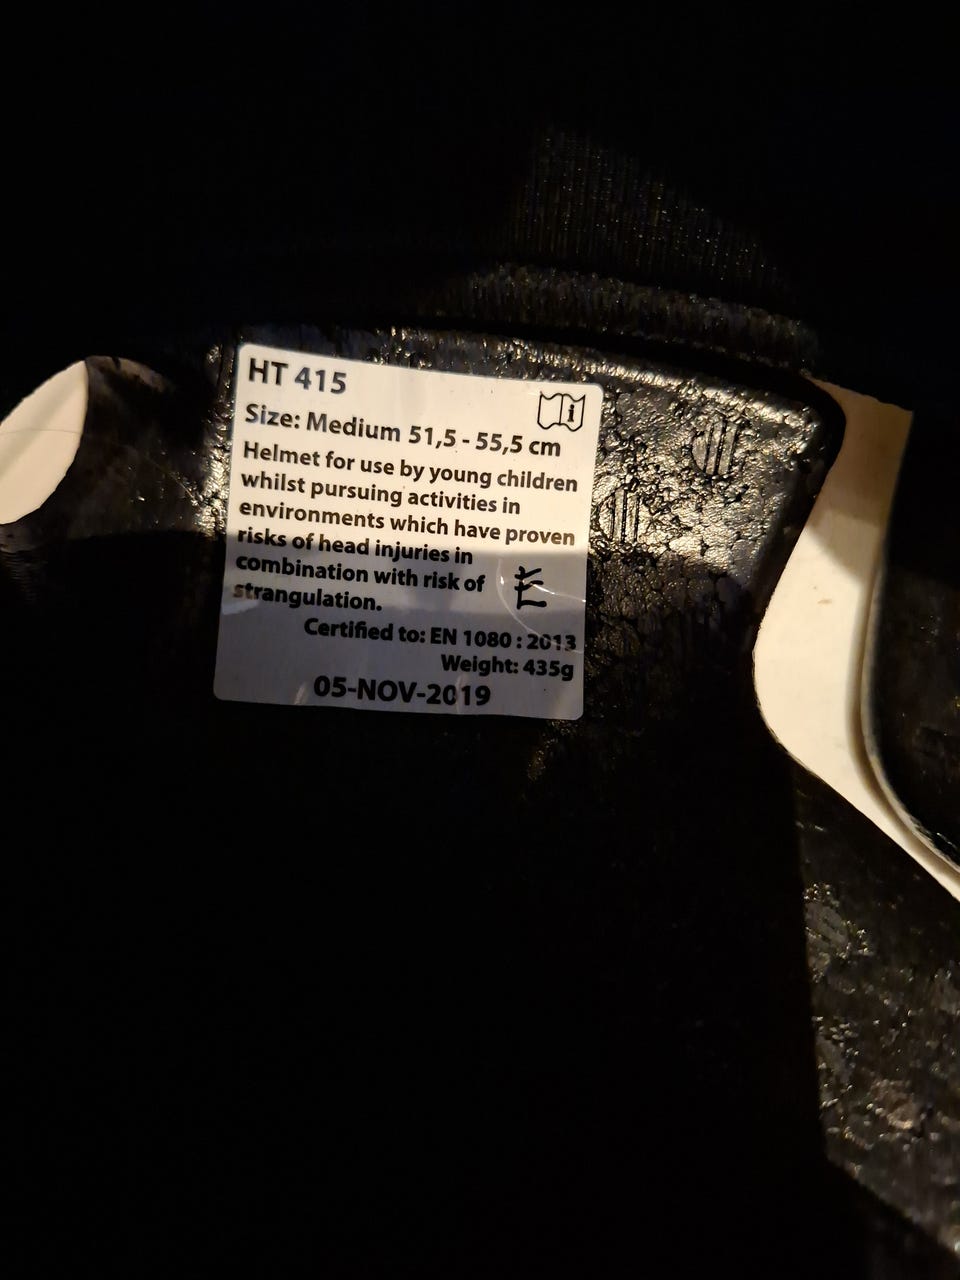 HT 415
i
Size: Medium 51,5 - 55,5 cm
Helmet for use by young children
whilst pursuing activities in
environments which have proven
risks of head injuries in
combination with risk of
strangulation.
E
Certified to: EN 1080 : 2013
Weight: 435g
05-NOV-2019